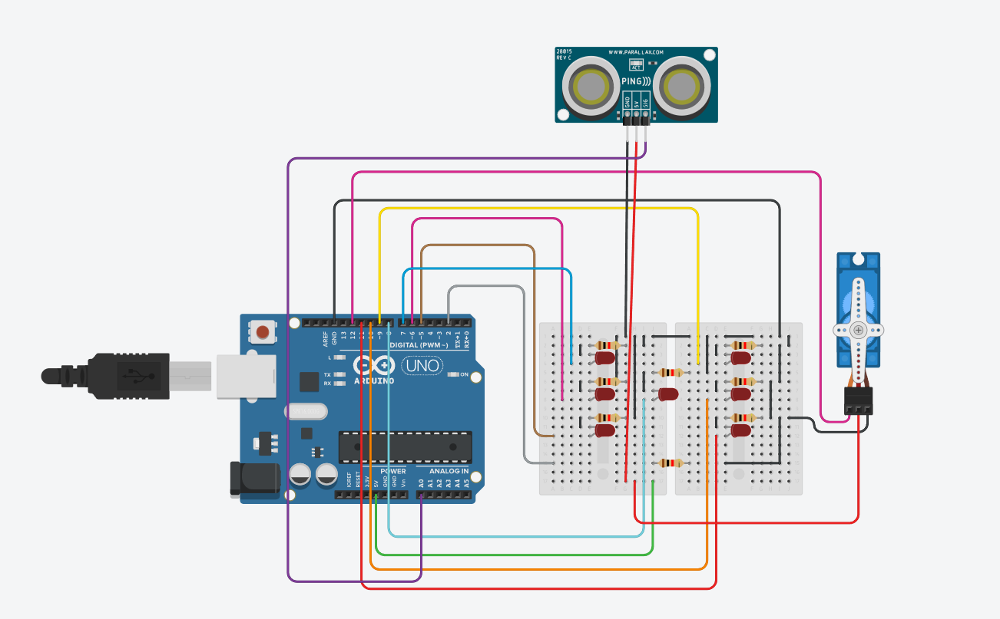 28015
REV C
WWW.PARALLAX.COM
ACT
PING)))
GND
5V
SIG
AREF
GND
13
12
11
10
~9
8
7
~6
~5
4
~3
2
TX→1
RX←0
DIGITAL (PWM~)
L
TX
RX
ARDUINO
UNO
ON
POWER
ANALOG IN
IOREF
RESET
3.3V
5V
GND
GND
Vin
A0
A1
A2
A3
A4
A5